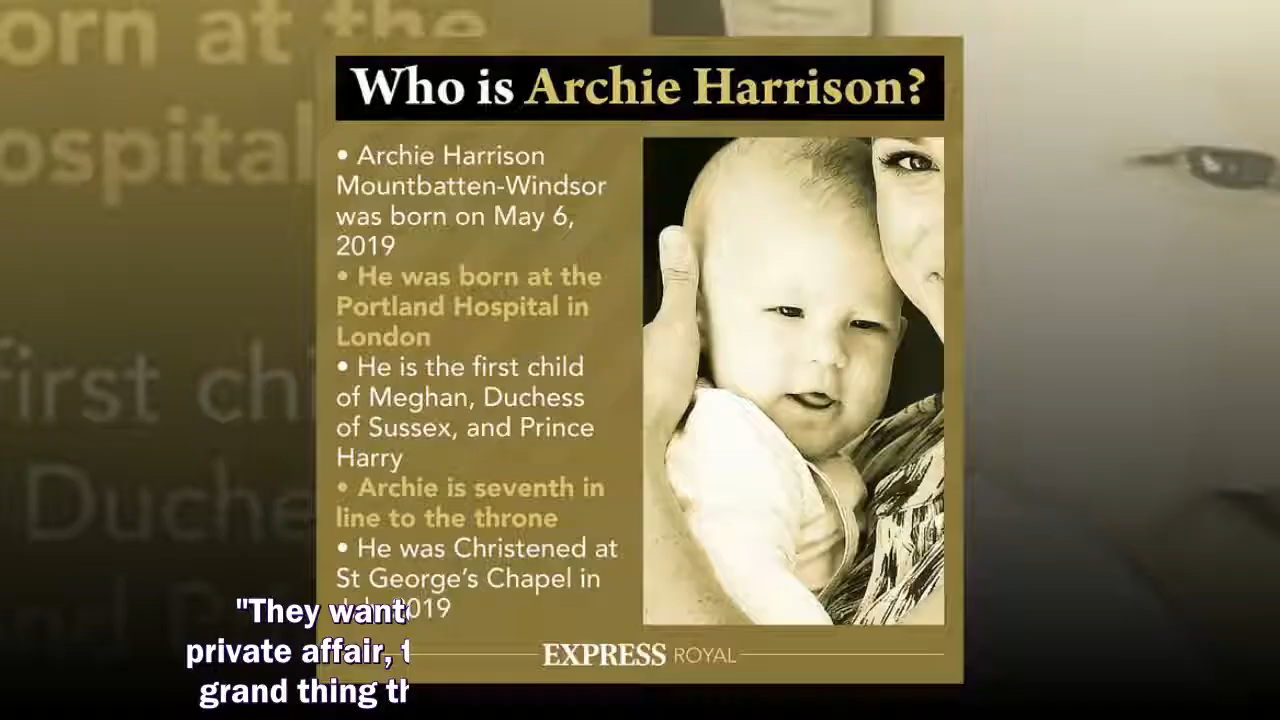 Who is Archie Harrison?
• Archie Harrison
Mountbatten-Windsor
was born on May 6,
2019
• He was born at the
Portland Hospital in
London
• He is the first child
of Meghan, Duchess
of Sussex, and Prince
Harry
• Archie is seventh in
line to the throne
• He was Christened at
St George's Chapel in
2019
EXPRESS ROYAL
"They want
private affair,
grand thing
orn at the
ospital
first
Duche